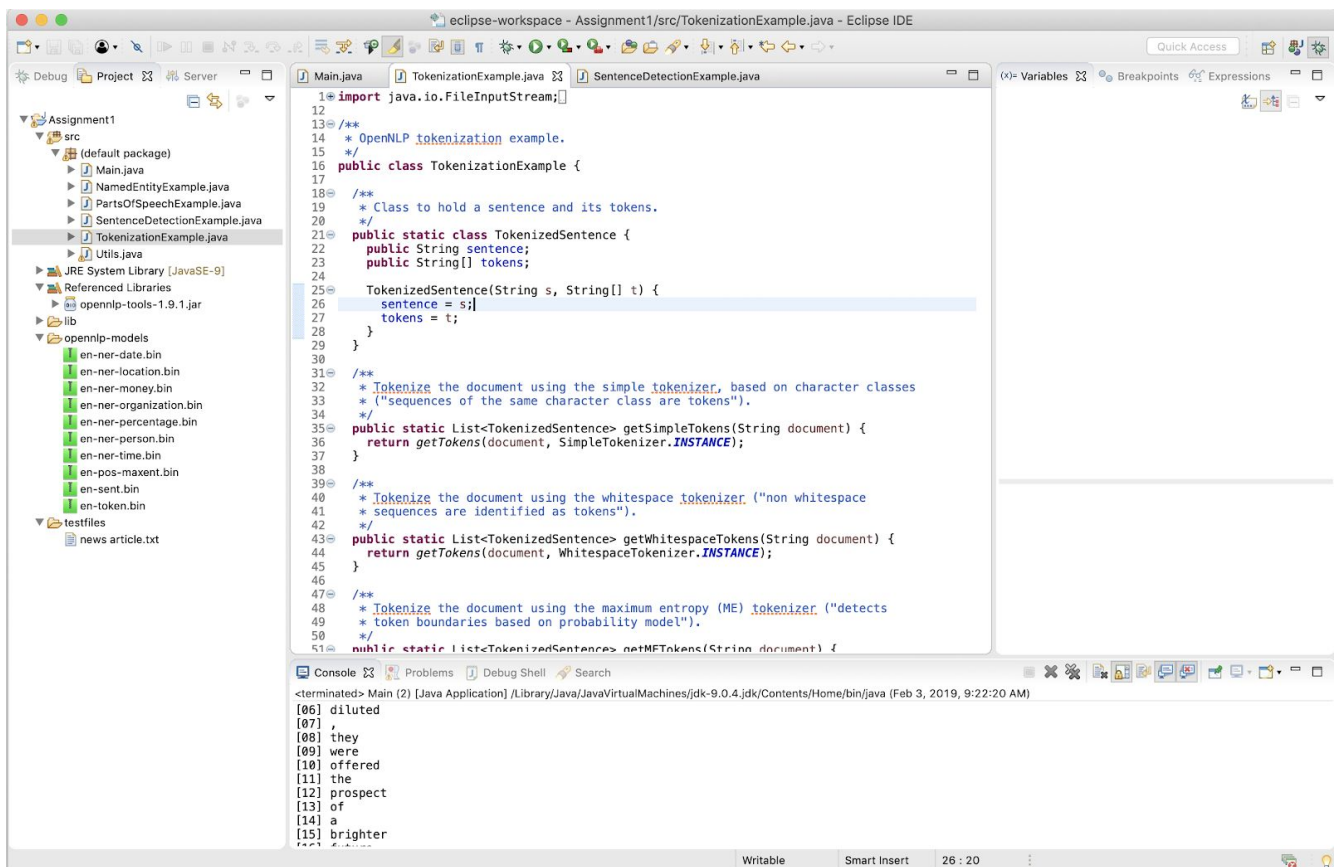 eclipse-workspace - Assignment1/src/TokenizationExample.java - Eclipse IDE
Quick Access
Debug Project Server
Assignment1
src
(default package)
Main.java
NamedEntityExample.java
PartsOfSpeechExample.java
SentenceDetectionExample.java
TokenizationExample.java
Utils.java
JRE System Library [JavaSE-9]
Referenced Libraries
opennlp-tools-1.9.1.jar
lib
opennlp-models
en-ner-date.bin
en-ner-location.bin
en-ner-money.bin
en-ner-organization.bin
en-ner-percentage.bin
en-ner-person.bin
en-ner-time.bin
en-pos-maxent.bin
en-sent.bin
en-token.bin
testfiles
news article.txt
Main.java TokenizationExample.java SentenceDetectionExample.java
1 import java.io.FileInputStream;
12
13 /**
14 * OpenNLP tokenization example.
15 */
16 public class TokenizationExample {
17
18 /**
19 * Class to hold a sentence and its tokens.
20 */
21 public static class TokenizedSentence {
22 public String sentence;
23 public String[] tokens;
24
25 TokenizedSentence(String s, String[] t) {
26 sentence = s;
27 tokens = t;
28 }
29 }
30
31 /**
32 * Tokenize the document using the simple tokenizer, based on character classes
33 * ("sequences of the same character class are tokens").
34 */
35 public static List<TokenizedSentence> getSimpleTokens(String document) {
36 return getTokens(document, SimpleTokenizer.INSTANCE);
37 }
38
39 /**
40 * Tokenize the document using the whitespace tokenizer ("non whitespace
41 * sequences are identified as tokens").
42 */
43 public static List<TokenizedSentence> getWhitespaceTokens(String document) {
44 return getTokens(document, WhitespaceTokenizer.INSTANCE);
45 }
46
47 /**
48 * Tokenize the document using the maximum entropy (ME) tokenizer ("detects
49 * token boundaries based on probability model").
50 */
51 public static List<TokenizedSentence> getMETokens(String document) {
(x)= Variables Breakpoints Expressions
Console Problems Debug Shell Search
<terminated> Main (2) [Java Application] /Library/Java/JavaVirtualMachines/jdk-9.0.4.jdk/Contents/Home/bin/java (Feb 3, 2019, 9:22:20 AM)
[06] diluted
[07] ,
[08] they
[09] were
[10] offered
[11] the
[12] prospect
[13] of
[14] a
[15] brighter
[16] future
Writable Smart Insert 26 : 20